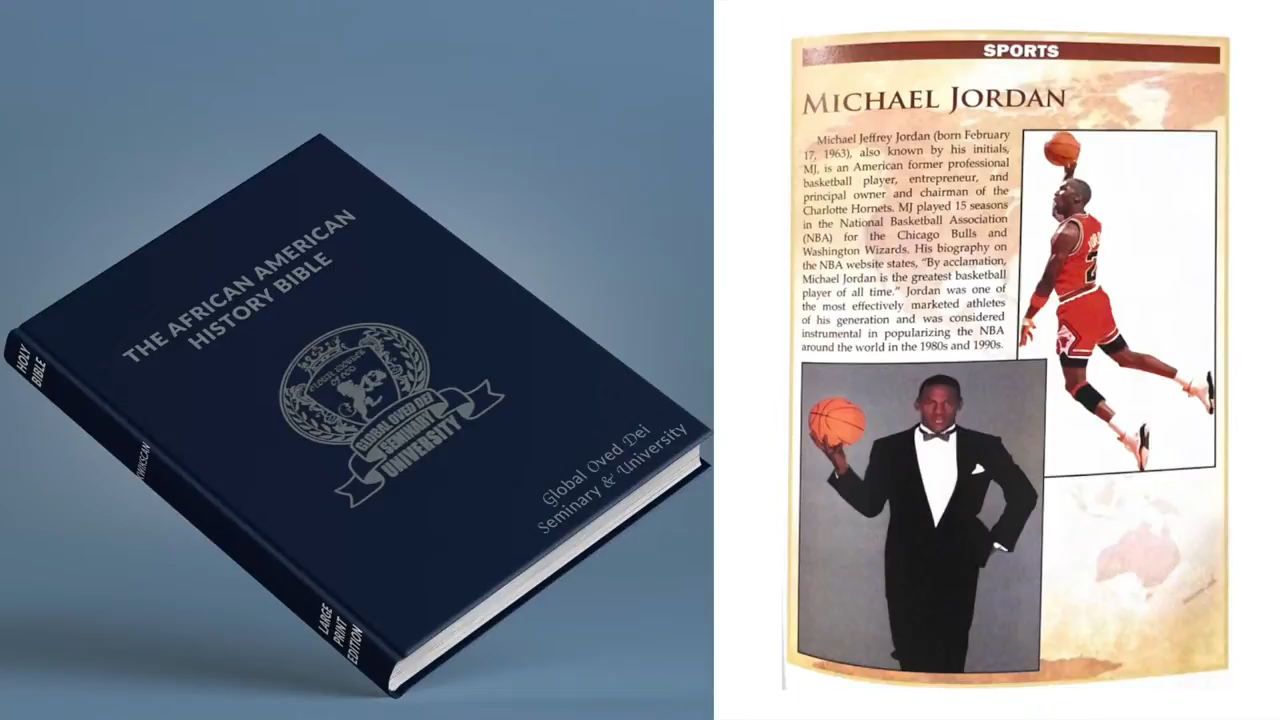 THE AFRICAN AMERICAN
HISTORY BIBLE
GLOBAL OVED DEI
SEMINARY
UNIVERSITY
Global Oved Dei
Seminary & University
HOLY
BIBLE
KWIKSCAN
LARGE
PRINT
EDITION
SPORTS
MICHAEL JORDAN
Michael Jeffrey Jordan (born February
17, 1963), also known by his initials,
MJ, is an American former professional
basketball player, entrepreneur, and
principal owner and chairman of the
Charlotte Hornets. MJ played 15 seasons
in the National Basketball Association
(NBA) for the Chicago Bulls and
Washington Wizards. His biography on
the NBA website states, “By acclamation,
Michael Jordan is the greatest basketball
player of all time.” Jordan was one of
the most effectively marketed athletes
of his generation and was considered
instrumental in popularizing the NBA
around the world in the 1980s and 1990s.